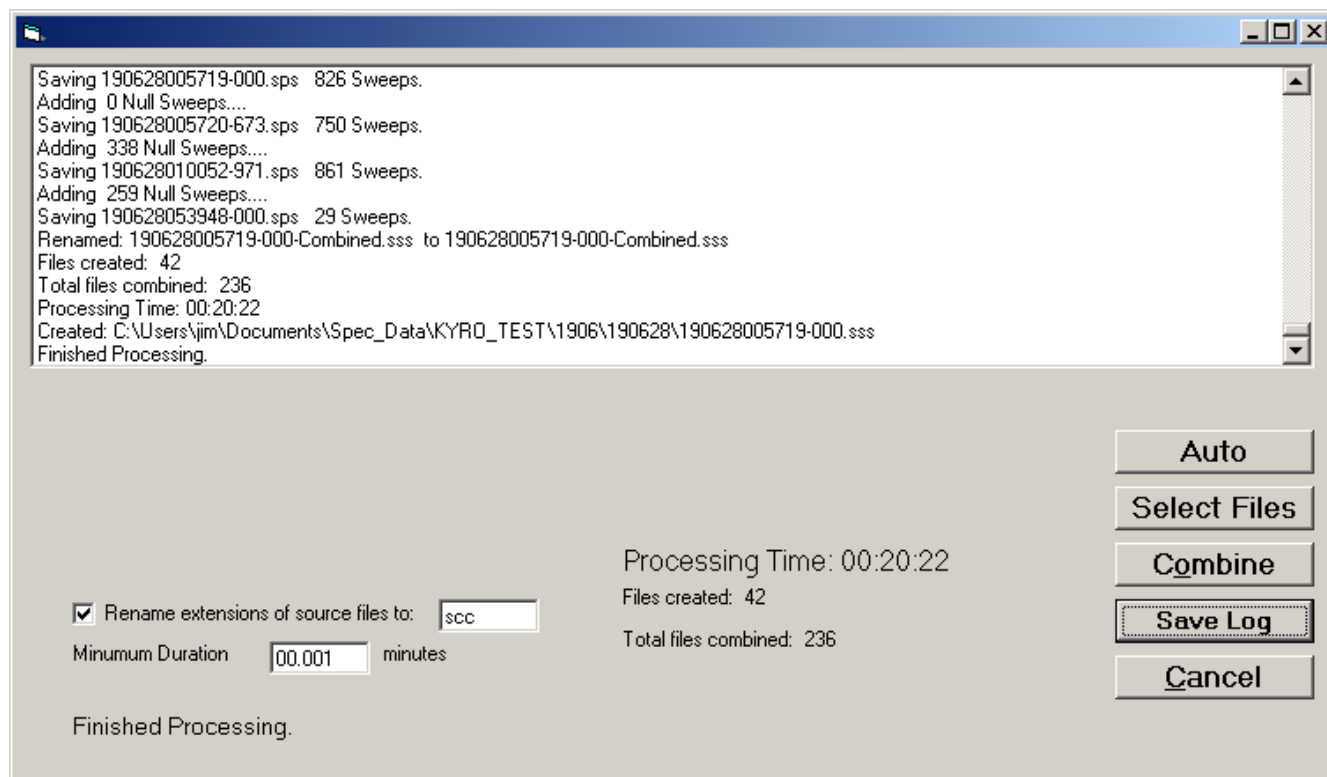 Saving 190628005719-000.sps   826 Sweeps.
Adding  0 Null Sweeps....
Saving 190628005720-673.sps   750 Sweeps.
Adding  338 Null Sweeps....
Saving 190628010052-971.sps   861 Sweeps.
Adding  259 Null Sweeps....
Saving 190628053948-000.sps   29 Sweeps.
Renamed: 190628005719-000-Combined.sss  to 190628005719-000-Combined.sss
Files created:  42
Total files combined:  236
Processing Time: 00:20:22
Created: C:\Users\jim\Documents\Spec_Data\KYRO_TEST\1906\190628\190628005719-000.sss
Finished Processing.
Auto
Select Files
Combine
Save Log
Cancel
Processing Time: 00:20:22
Files created:  42
Total files combined:  236
Rename extensions of source files to: scc
Minumum Duration 00.001 minutes
Finished Processing.